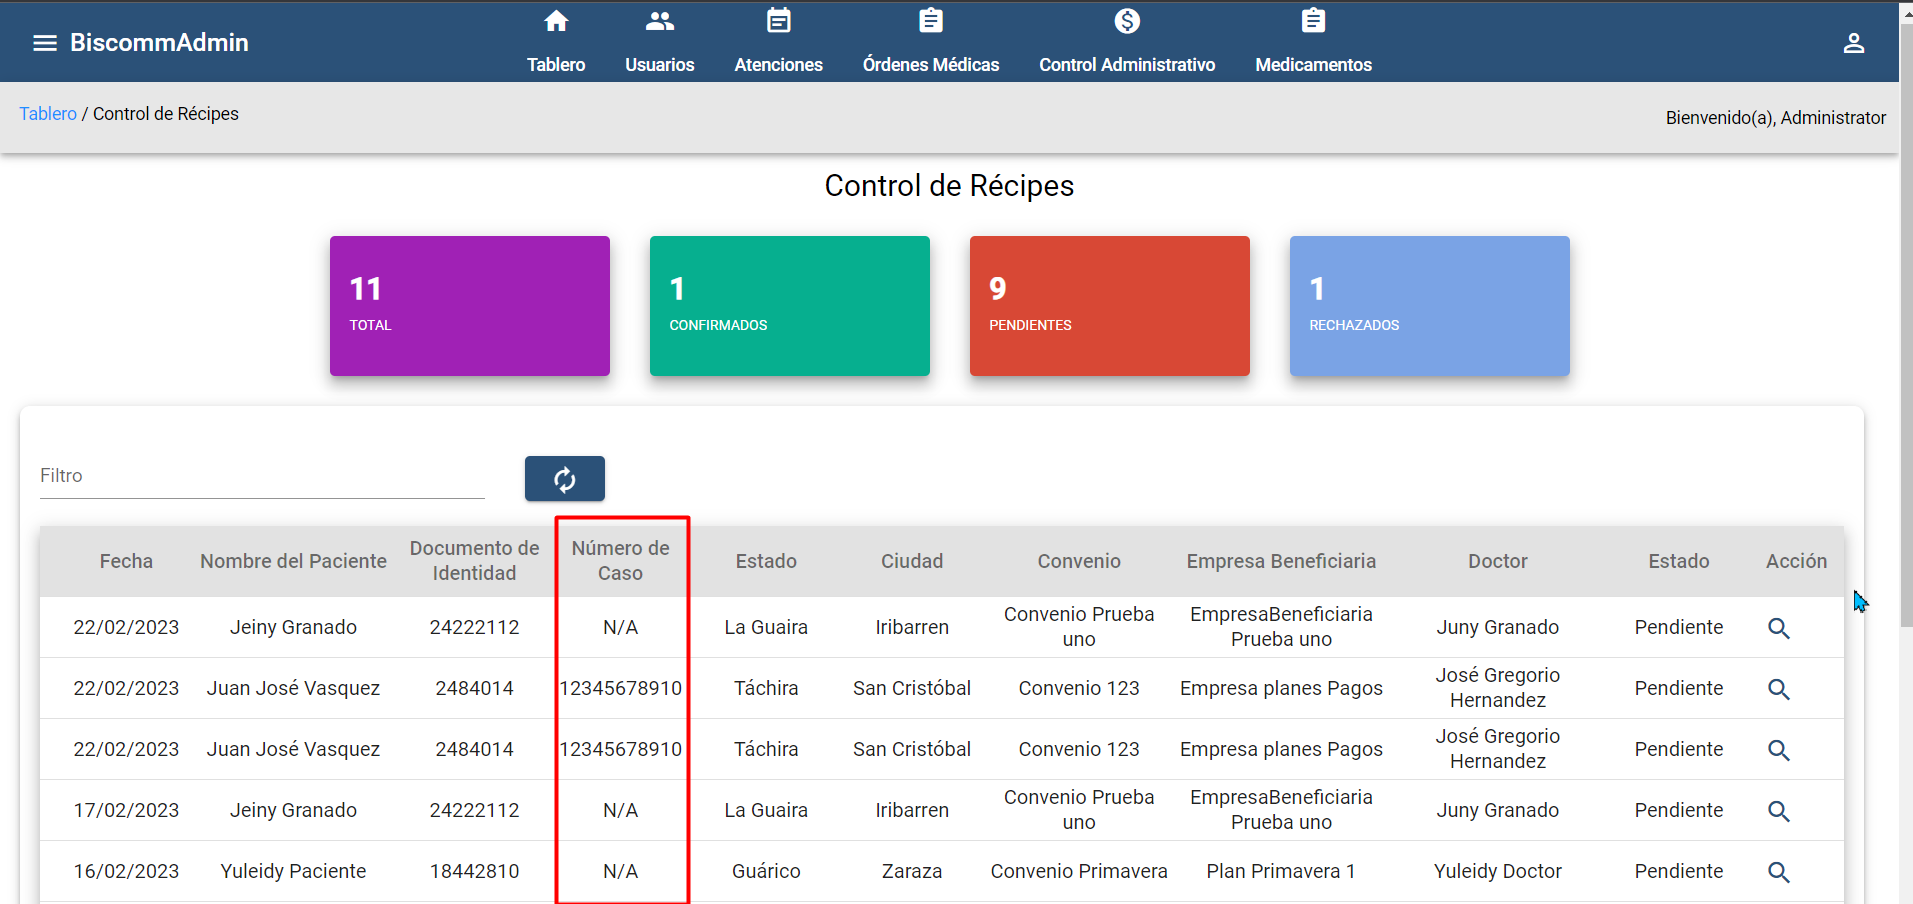 BiscommAdmin
Tablero
Usuarios
Atenciones
Órdenes Médicas
Control Administrativo
Medicamentos
Tablero / Control de Récipes
Bienvenido(a), Administrator
Control de Récipes
11
TOTAL
1
CONFIRMADOS
9
PENDIENTES
1
RECHAZADOS
Filtro
Fecha
Nombre del Paciente
Documento de
Identidad
Número de
Caso
Estado
Ciudad
Convenio
Empresa Beneficiaria
Doctor
Estado
Acción
22/02/2023
Jeiny Granado
24222112
N/A
La Guaira
Iribarren
Convenio Prueba
uno
EmpresaBeneficiaria
Prueba uno
Juny Granado
Pendiente
22/02/2023
Juan José Vasquez
2484014
12345678910
Táchira
San Cristóbal
Convenio 123
Empresa planes Pagos
José Gregorio
Hernandez
Pendiente
22/02/2023
Juan José Vasquez
2484014
12345678910
Táchira
San Cristóbal
Convenio 123
Empresa planes Pagos
José Gregorio
Hernandez
Pendiente
17/02/2023
Jeiny Granado
24222112
N/A
La Guaira
Iribarren
Convenio Prueba
uno
EmpresaBeneficiaria
Prueba uno
Juny Granado
Pendiente
16/02/2023
Yuleidy Paciente
18442810
N/A
Guárico
Zaraza
Convenio Primavera
Plan Primavera 1
Yuleidy Doctor
Pendiente